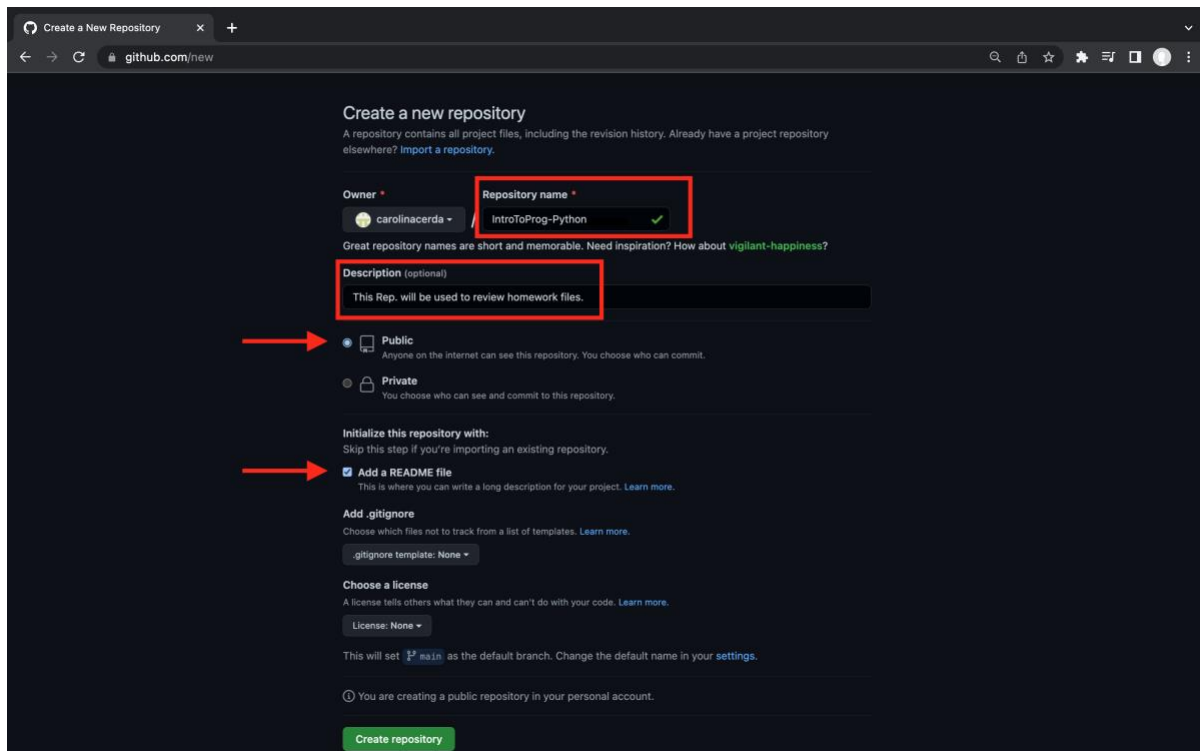 Create a New Repository
github.com/new
Create a new repository
A repository contains all project files, including the revision history. Already have a project repository
elsewhere? Import a repository.
Owner * Repository name *
carolinacerda / IntroToProg-Python
Great repository names are short and memorable. Need inspiration? How about vigilant-happiness?
Description (optional)
This Rep. will be used to review homework files.
Public
Anyone on the internet can see this repository. You choose who can commit.
Private
You choose who can see and commit to this repository.
Initialize this repository with:
Skip this step if you're importing an existing repository.
Add a README file
This is where you can write a long description for your project. Learn more.
Add .gitignore
Choose which files not to track from a list of templates. Learn more.
.gitignore template: None
Choose a license
A license tells others what they can and can't do with your code. Learn more.
License: None
This will set main as the default branch. Change the default name in your settings.
You are creating a public repository in your personal account.
Create repository